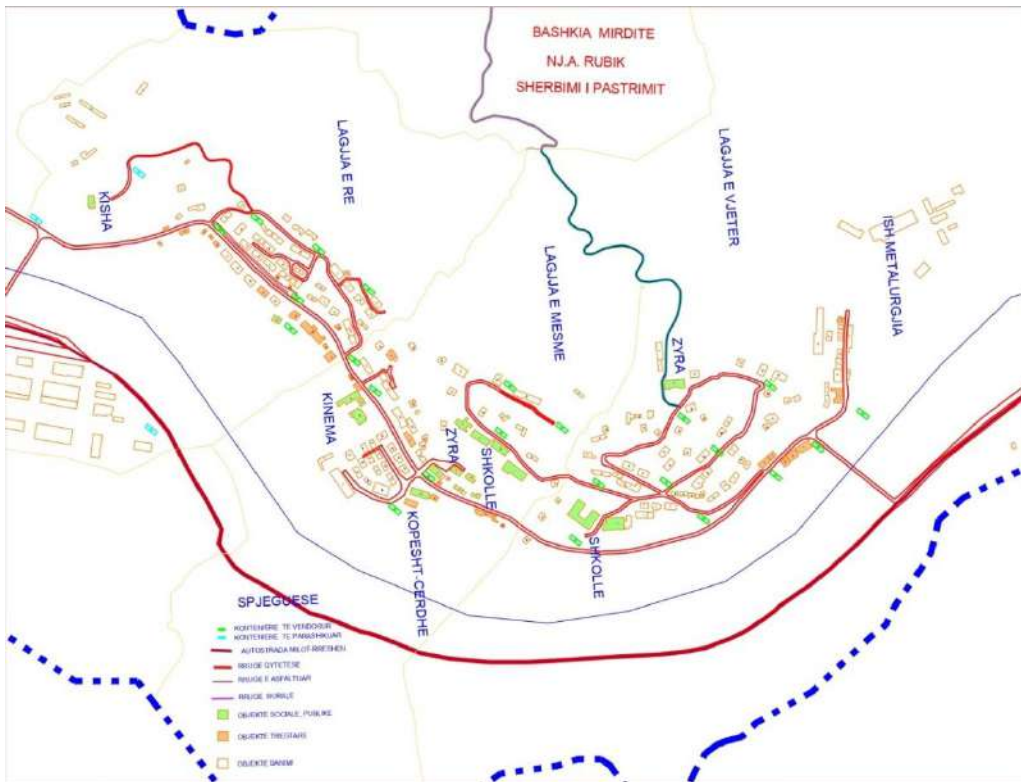 BASHKIA MIRDITE
NJ.A. RUBIK
SHERBIMI I PASTRIMIT
LAGJJA E RE
LAGJJA E VJETER
KISHA
ISH METALURGJIA
LAGJJA E MESME
ZYRA
KINEMA
ZYRA
SHKOLLE
KOPESHT-CERDHE
SHKOLLE
SPJEGUESE
KONTENIERE TE VENDOSUR
KONTENIERE TE PARASHIKUAR
AUTOSTRADA MILOT-RRESHEN
RRUGE QYTETESE
RRUGE E ASFALTUAR
RRUGE RURALE
OBJEKTE SOCIALE, PUBLIKE
OBJEKTE TREGTARE
OBJEKTE BANIMI